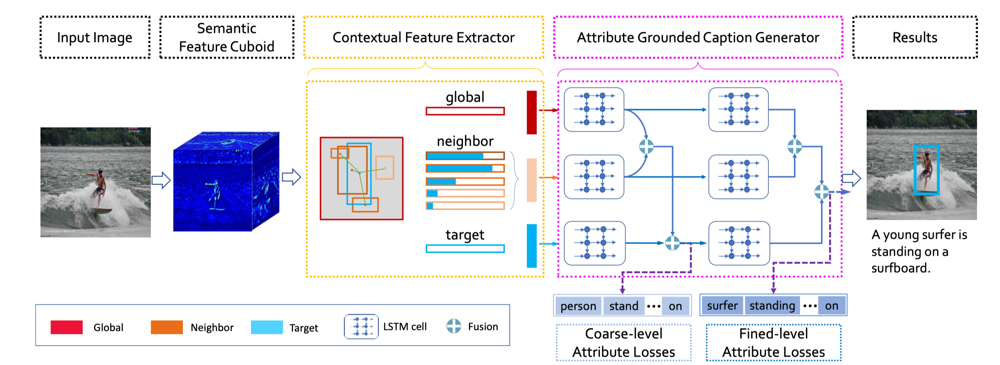 Input Image
Semantic
Feature Cuboid
Contextual Feature Extractor
Attribute Grounded Caption Generator
Results
global
neighbor
target
A young surfer is
standing on a
surfboard.
person stand ••• on
surfer standing ••• on
Coarse-level
Attribute Losses
Fined-level
Attribute Losses
Global
Neighbor
Target
LSTM cell
Fusion